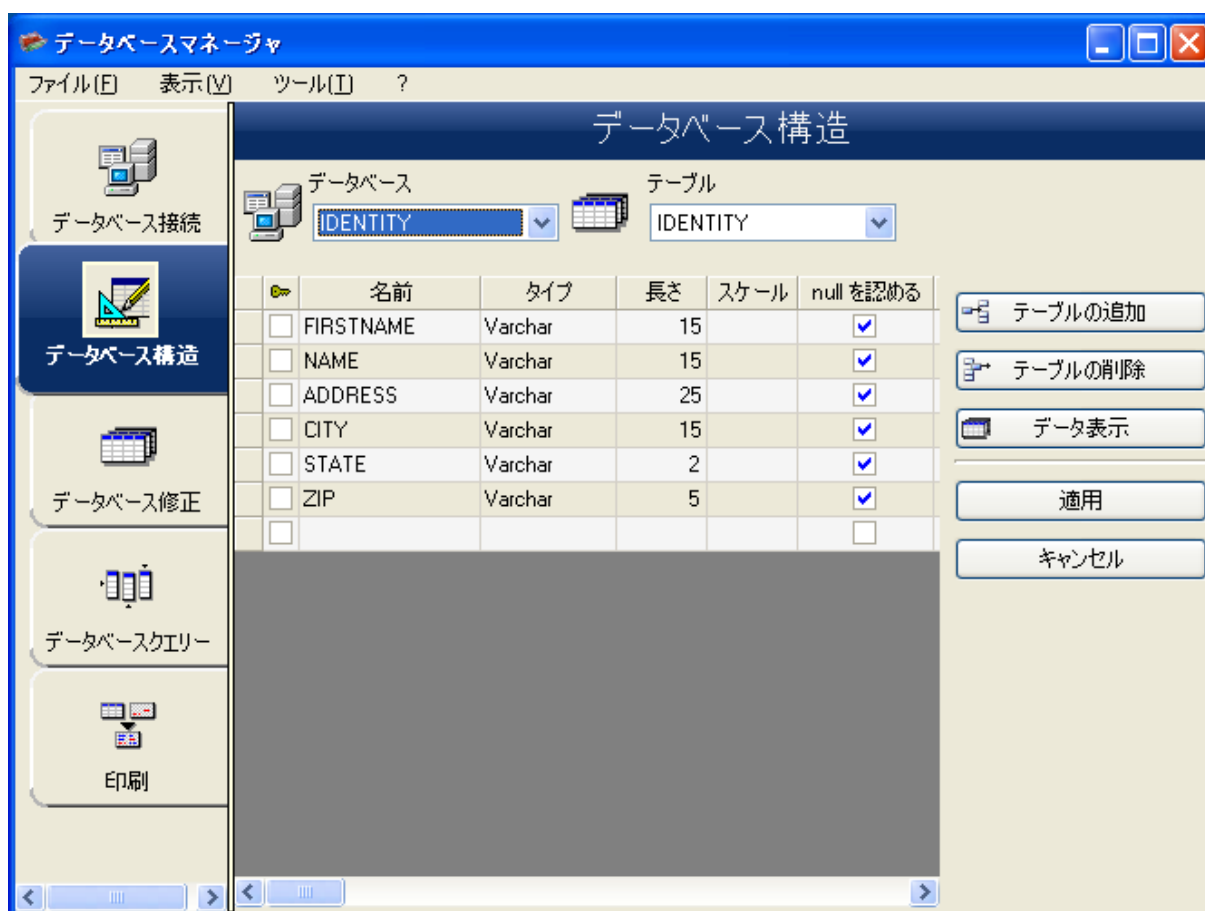 データベースマネージャ
ファイル(F) 表示(V) ツール(T) ?
データベース構造
データベース接続
データベース構造
データベース修正
データベースクエリー
印刷
データベース テーブル
IDENTITY IDENTITY
名前 タイプ 長さ スケール null を認める
FIRSTNAME Varchar 15
NAME Varchar 15
ADDRESS Varchar 25
CITY Varchar 15
STATE Varchar 2
ZIP Varchar 5
テーブルの追加
テーブルの削除
データ表示
適用
キャンセル